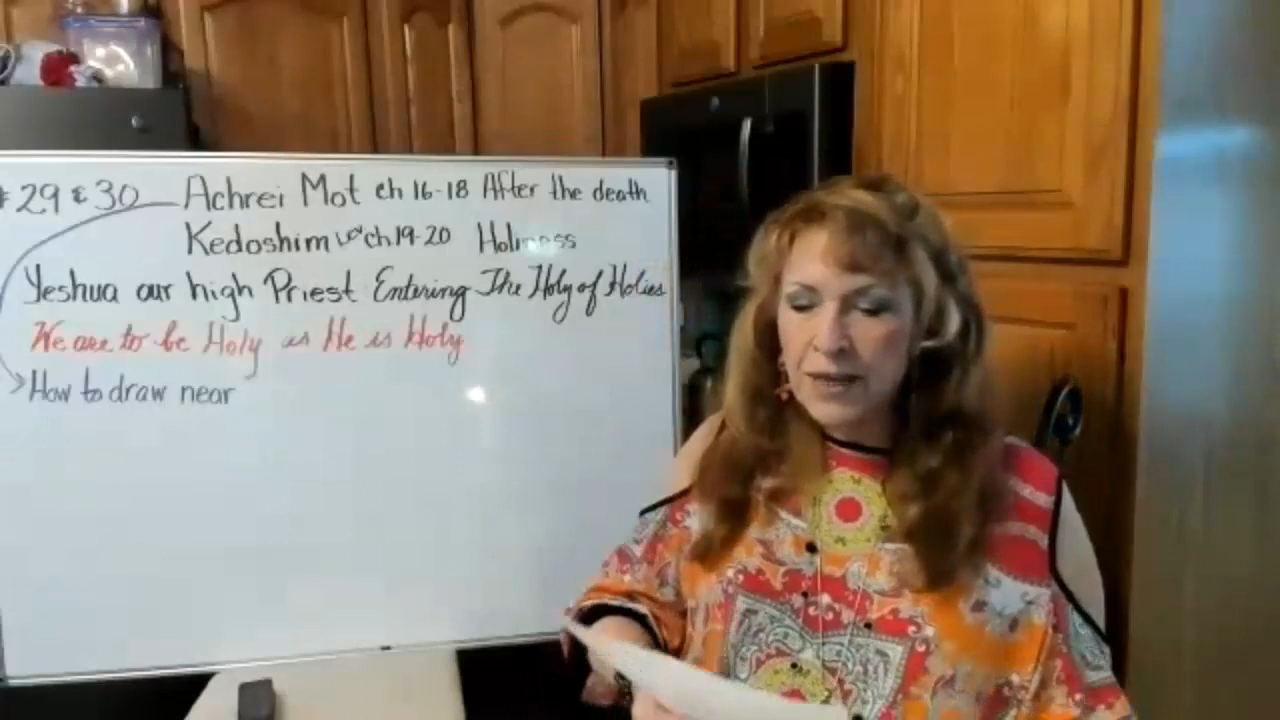 # 29 & 30 Achrei Mot ch 16-18 After the death
Kedoshim Lev ch 19-20 Holiness
Yeshua our high Priest Entering The Holy of Holies
We are to be Holy as He is Holy
> How to draw near